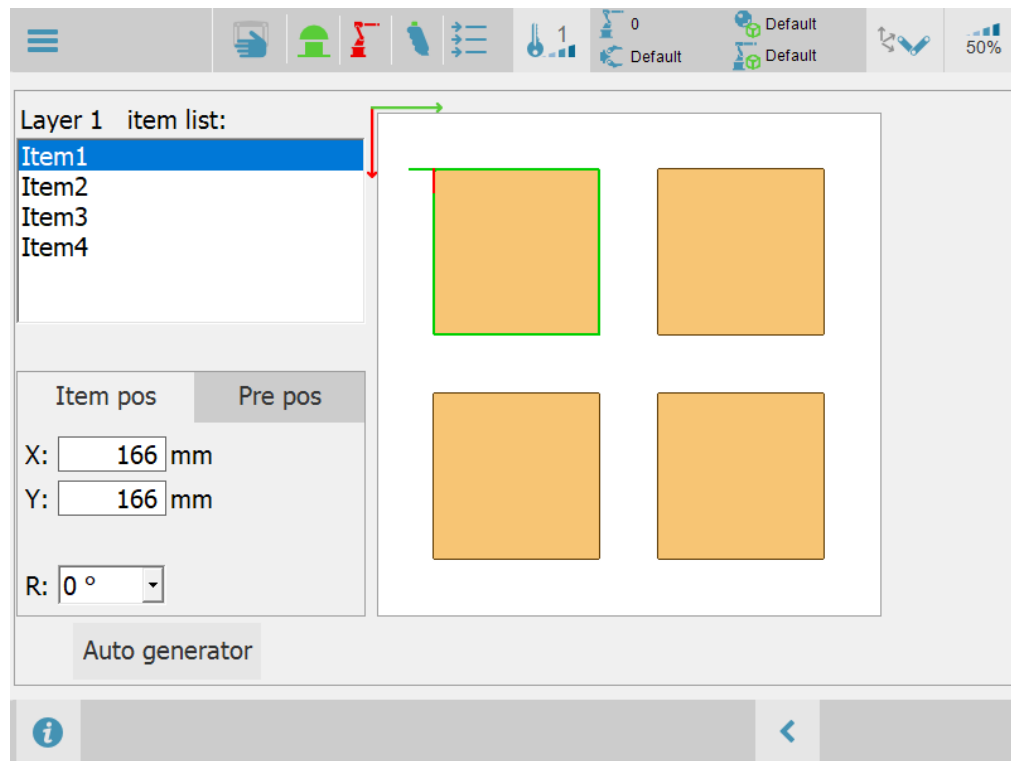 1
0
Default
Default
Default
50%
Layer 1 item list:
Item1
Item2
Item3
Item4
Item pos Pre pos
X: 166 mm
Y: 166 mm
R: 0 °
Auto generator